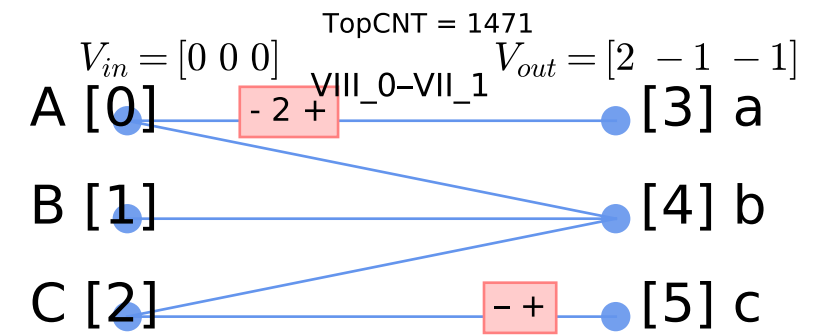 TopCNT = 1471
V_in = [0 0 0]
V_out = [2 −1 −1]
VIII_0–VII_1
A [0]
- 2 +
[3] a
B [1]
[4] b
C [2]
– +
[5] c